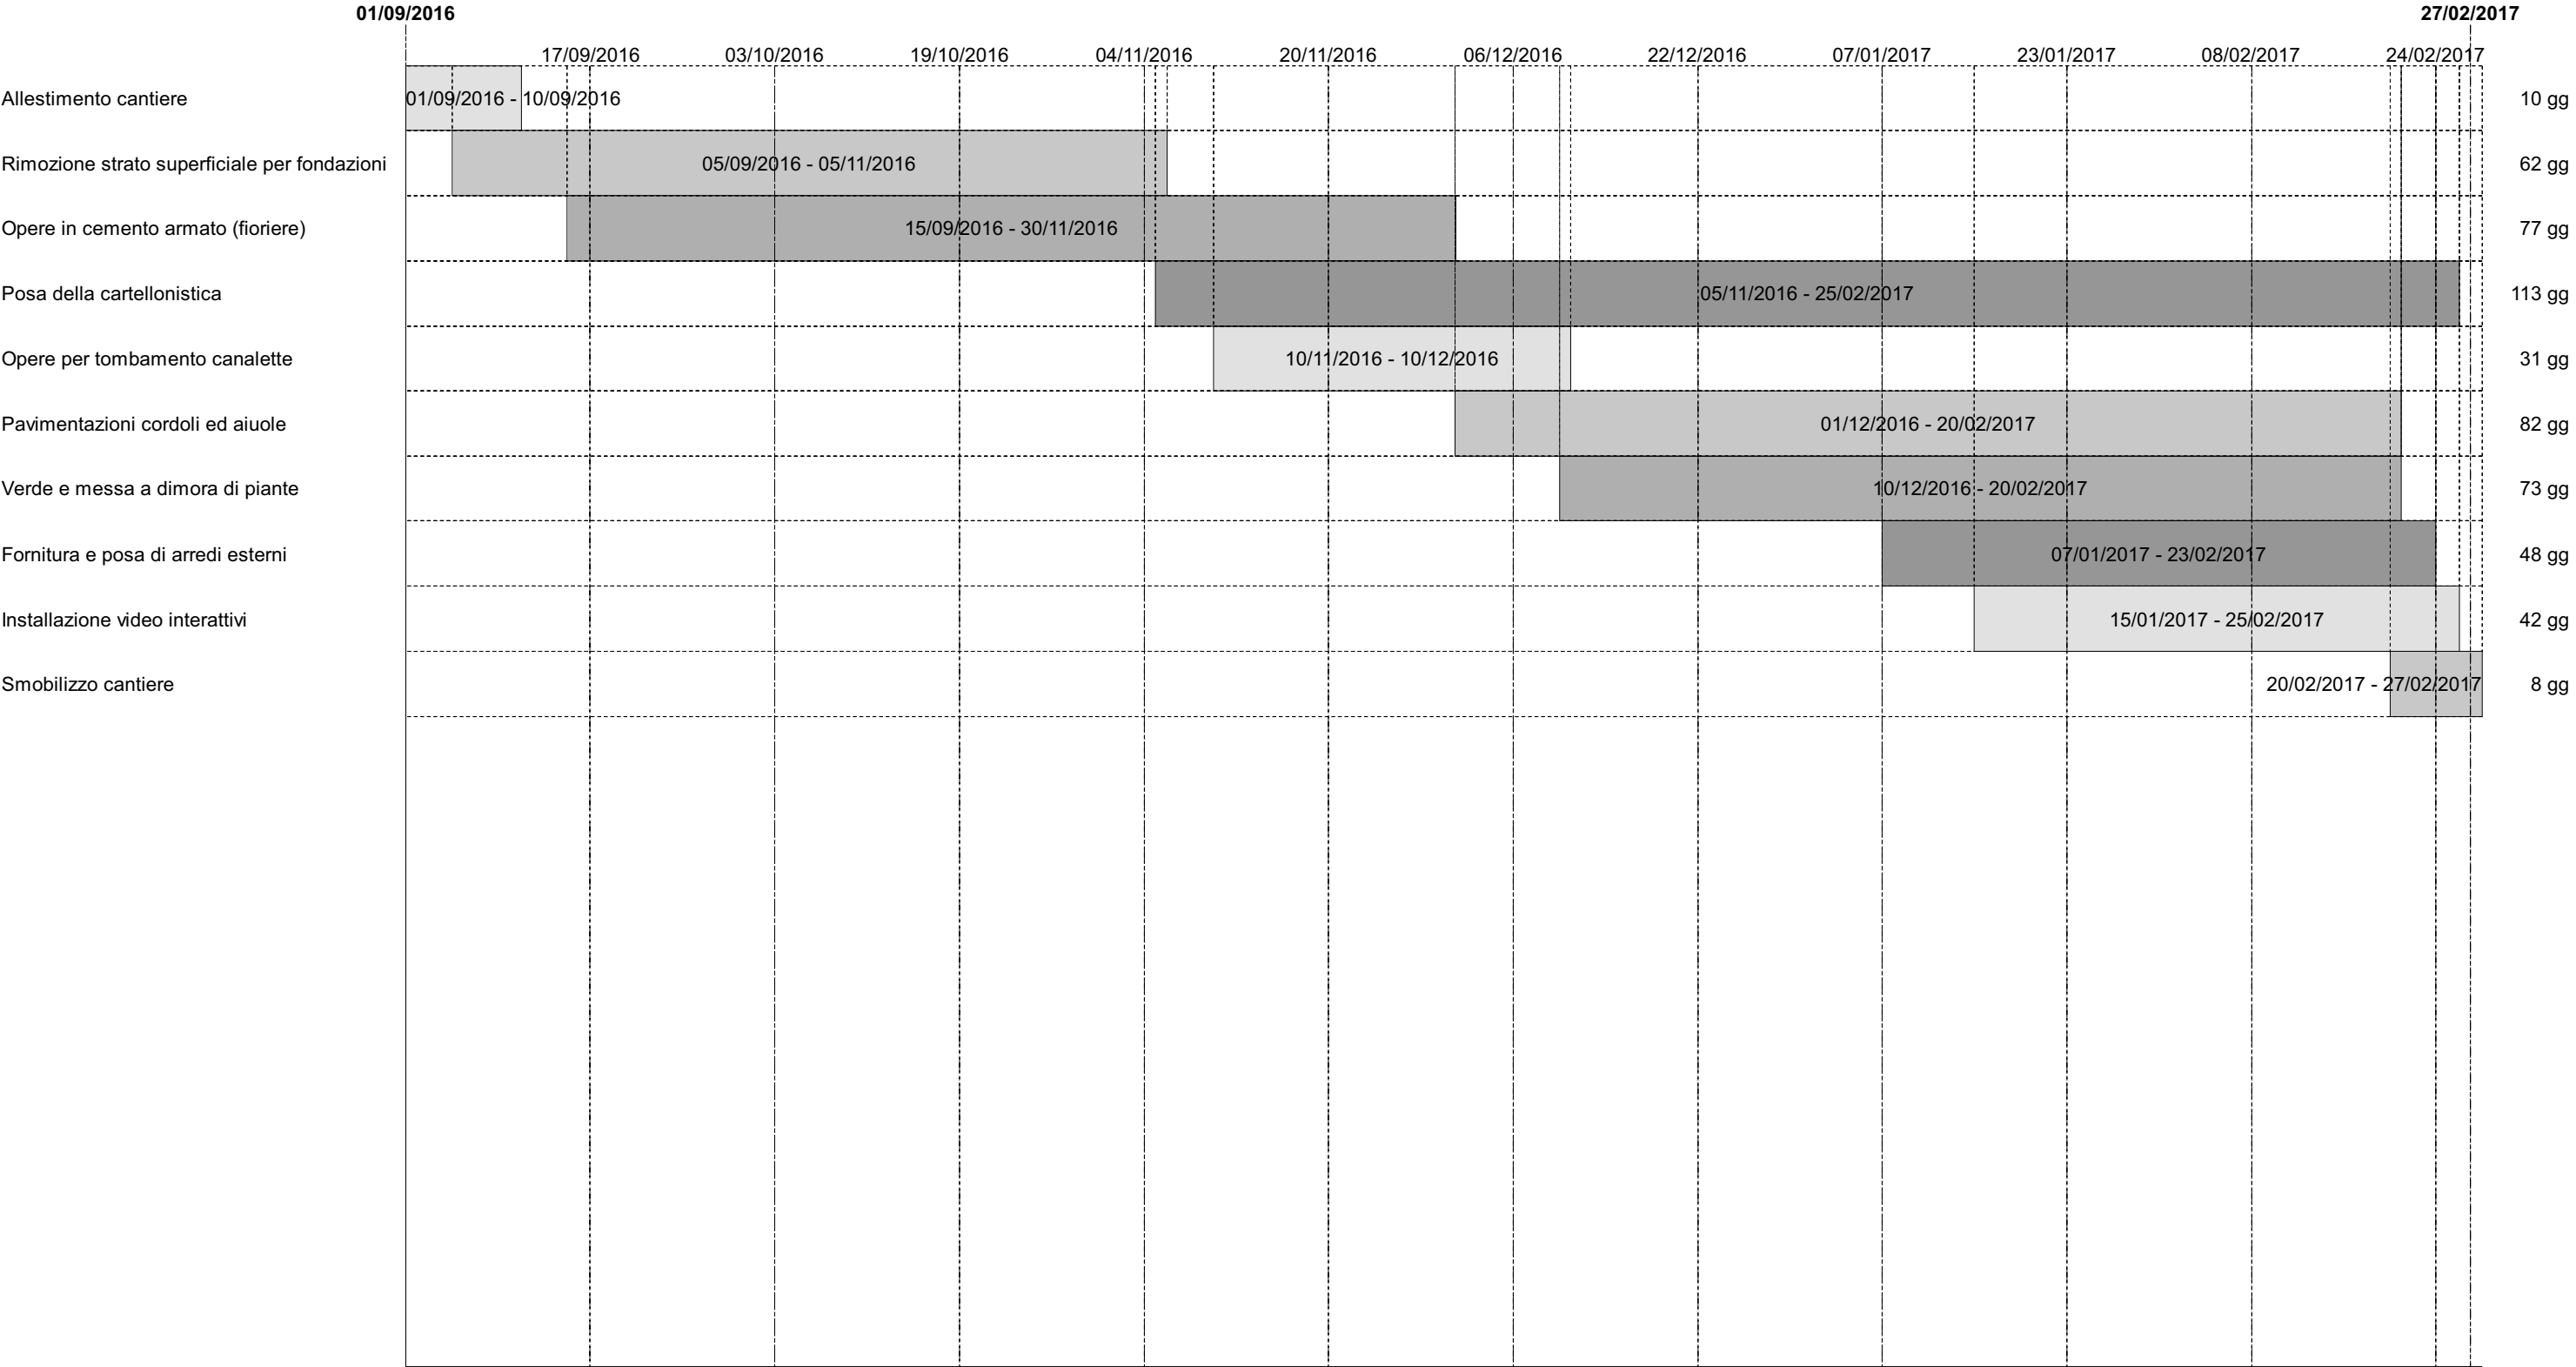 01/09/2016 27/02/2017
17/09/2016 03/10/2016 19/10/2016 04/11/2016 20/11/2016 06/12/2016 22/12/2016 07/01/2017 23/01/2017 08/02/2017 24/02/2017
Allestimento cantiere 01/09/2016 - 10/09/2016 10 gg
Rimozione strato superficiale per fondazioni 05/09/2016 - 05/11/2016 62 gg
Opere in cemento armato (fioriere) 15/09/2016 - 30/11/2016 77 gg
Posa della cartellonistica 05/11/2016 - 25/02/2017 113 gg
Opere per tombamento canalette 10/11/2016 - 10/12/2016 31 gg
Pavimentazioni cordoli ed aiuole 01/12/2016 - 20/02/2017 82 gg
Verde e messa a dimora di piante 10/12/2016 - 20/02/2017 73 gg
Fornitura e posa di arredi esterni 07/01/2017 - 23/02/2017 48 gg
Installazione video interattivi 15/01/2017 - 25/02/2017 42 gg
Smobilizzo cantiere 20/02/2017 - 27/02/2017 8 gg